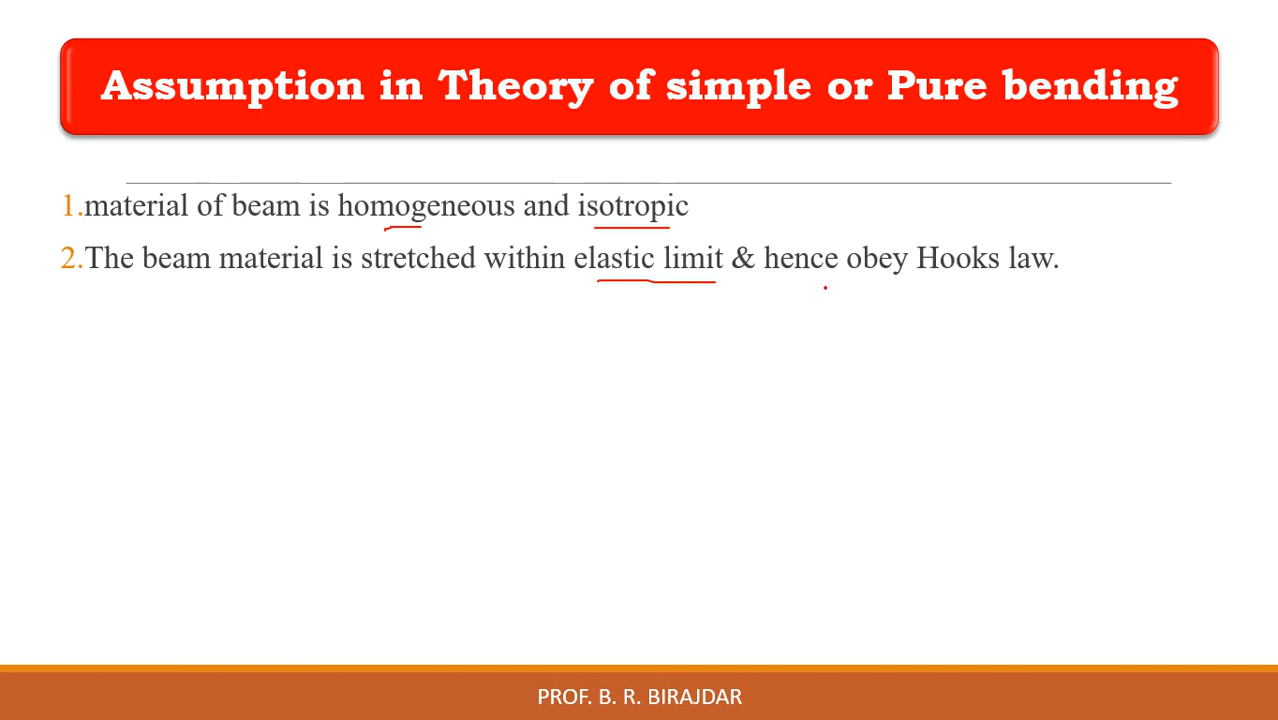 Assumption in Theory of simple or Pure bending
1.material of beam is homogeneous and isotropic
2.The beam material is stretched within elastic limit & hence obey Hooks law.
PROF. B. R. BIRAJDAR